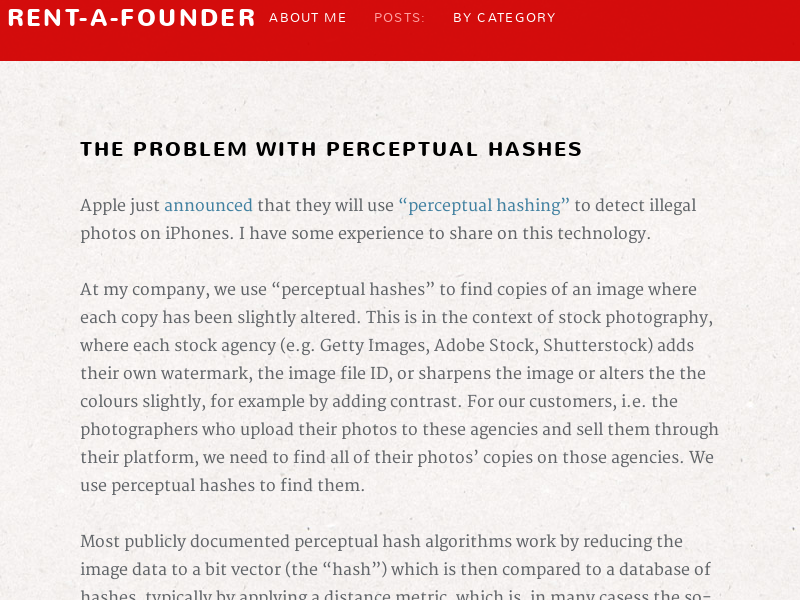 RENT-A-FOUNDER ABOUT ME POSTS: BY CATEGORY
THE PROBLEM WITH PERCEPTUAL HASHES
Apple just announced that they will use “perceptual hashing” to detect illegal
photos on iPhones. I have some experience to share on this technology.
At my company, we use “perceptual hashes” to find copies of an image where
each copy has been slightly altered. This is in the context of stock photography,
where each stock agency (e.g. Getty Images, Adobe Stock, Shutterstock) adds
their own watermark, the image file ID, or sharpens the image or alters the the
colours slightly, for example by adding contrast. For our customers, i.e. the
photographers who upload their photos to these agencies and sell them through
their platform, we need to find all of their photos’ copies on those agencies. We
use perceptual hashes to find them.
Most publicly documented perceptual hash algorithms work by reducing the
image data to a bit vector (the “hash”) which is then compared to a database of
hashes, typically by applying a distance metric, which is, in many casess the so-